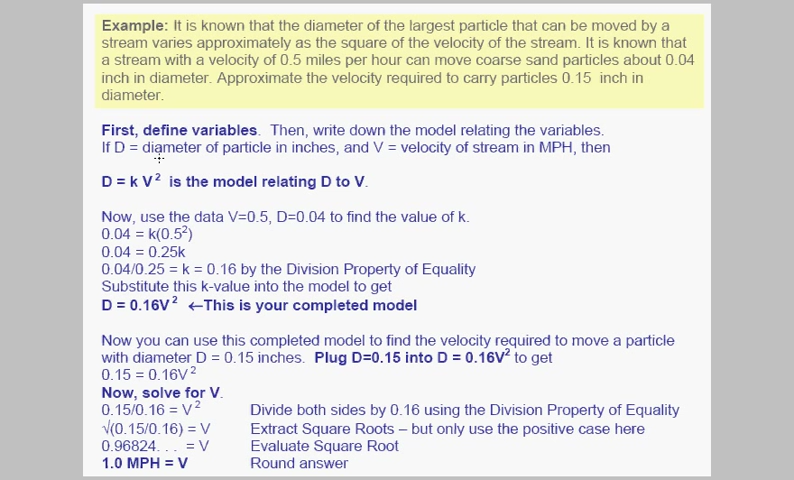 Example: It is known that the diameter of the largest particle that can be moved by a
stream varies approximately as the square of the velocity of the stream. It is known that
a stream with a velocity of 0.5 miles per hour can move coarse sand particles about 0.04
inch in diameter. Approximate the velocity required to carry particles 0.15 inch in
diameter.
First, define variables. Then, write down the model relating the variables.
If D = diameter of particle in inches, and V = velocity of stream in MPH, then
D = k V² is the model relating D to V.
Now, use the data V=0.5, D=0.04 to find the value of k.
0.04 = k(0.5²)
0.04 = 0.25k
0.04/0.25 = k = 0.16 by the Division Property of Equality
Substitute this k-value into the model to get
D = 0.16V² ←This is your completed model
Now you can use this completed model to find the velocity required to move a particle
with diameter D = 0.15 inches. Plug D=0.15 into D = 0.16V² to get
0.15 = 0.16V²
Now, solve for V.
0.15/0.16 = V² Divide both sides by 0.16 using the Division Property of Equality
√(0.15/0.16) = V Extract Square Roots – but only use the positive case here
0.96824. . . = V Evaluate Square Root
1.0 MPH = V Round answer